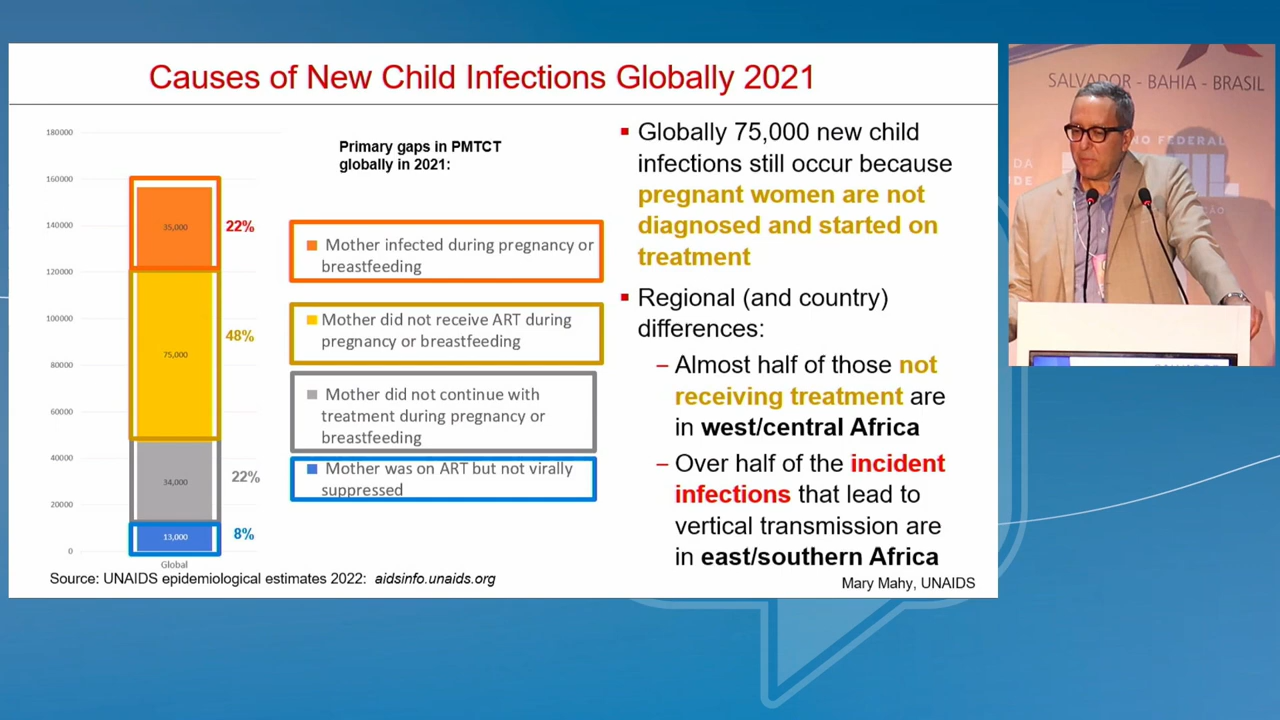 Causes of New Child Infections Globally 2021
180000
160000
140000
120000
100000
80000
60000
40000
20000
0
35,000
75,000
34,000
13,000
22%
48%
22%
8%
Global
Primary gaps in PMTCT
globally in 2021:
Mother infected during pregnancy or
breastfeeding
Mother did not receive ART during
pregnancy or breastfeeding
Mother did not continue with
treatment during pregnancy or
breastfeeding
Mother was on ART but not virally
suppressed
Source: UNAIDS epidemiological estimates 2022: aidsinfo.unaids.org
▪ Globally 75,000 new child
infections still occur because
pregnant women are not
diagnosed and started on
treatment
▪ Regional (and country)
differences:
– Almost half of those not
receiving treatment are
in west/central Africa
– Over half of the incident
infections that lead to
vertical transmission are
in east/southern Africa
Mary Mahy, UNAIDS
SALVADOR - BAHIA - BRASIL
NO FEDERAL